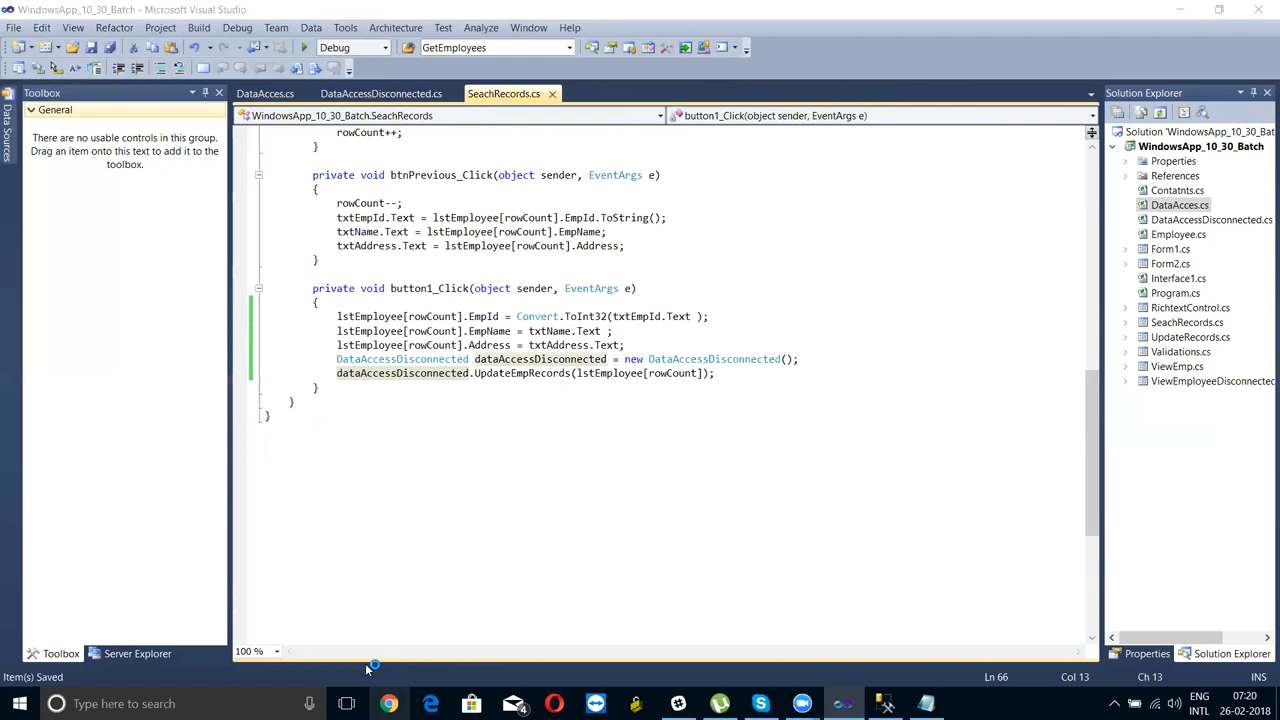 WindowsApp_10_30_Batch - Microsoft Visual Studio
File Edit View Refactor Project Build Debug Team Data Tools Architecture Test Analyze Window Help
Debug GetEmployees
Toolbox
General
There are no usable controls in this group.
Drag an item onto this text to add it to the
toolbox.
Data Sources
DataAcces.cs DataAccessDisconnected.cs SeachRecords.cs
WindowsApp_10_30_Batch.SeachRecords button1_Click(object sender, EventArgs e)
rowCount++;
}
private void btnPrevious_Click(object sender, EventArgs e)
{
rowCount--;
txtEmpId.Text = lstEmployee[rowCount].EmpId.ToString();
txtName.Text = lstEmployee[rowCount].EmpName;
txtAddress.Text = lstEmployee[rowCount].Address;
}
private void button1_Click(object sender, EventArgs e)
{
lstEmployee[rowCount].EmpId = Convert.ToInt32(txtEmpId.Text );
lstEmployee[rowCount].EmpName = txtName.Text ;
lstEmployee[rowCount].Address = txtAddress.Text;
DataAccessDisconnected dataAccessDisconnected = new DataAccessDisconnected();
dataAccessDisconnected.UpdateEmpRecords(lstEmployee[rowCount]);
}
}
}
100 %
Solution Explorer
Solution 'WindowsApp_10_30_Bat
WindowsApp_10_30_Batch
Properties
References
Contatnts.cs
DataAcces.cs
DataAccessDisconnected.cs
Employee.cs
Form1.cs
Form2.cs
Interface1.cs
Program.cs
RichtextControl.cs
SeachRecords.cs
UpdateRecords.cs
Validations.cs
ViewEmp.cs
ViewEmployeeDisconnected
Toolbox Server Explorer
Properties Solution Explorer
Item(s) Saved Ln 66 Col 13 Ch 13 INS
Type here to search
4
ENG
INTL
07:20
26-02-2018